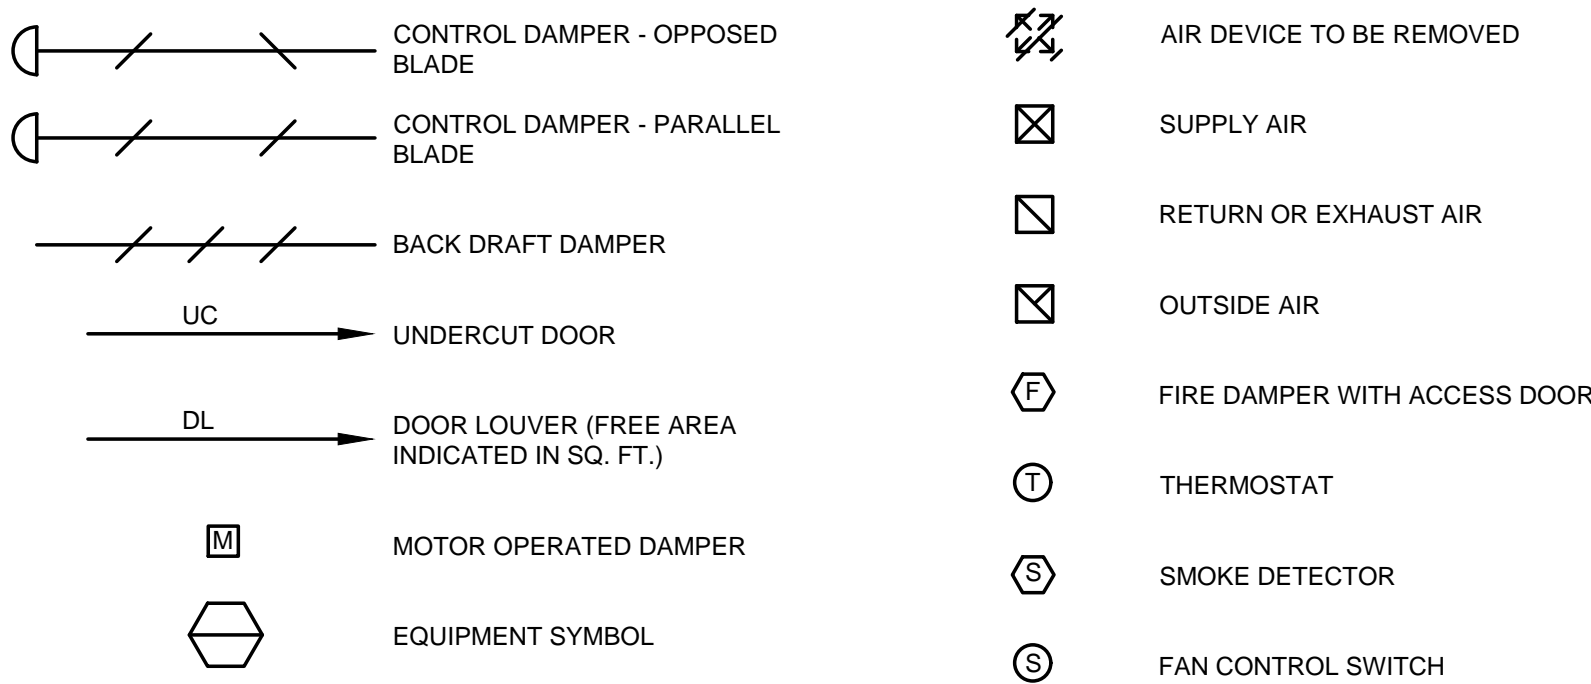 CONTROL DAMPER - OPPOSED
BLADE
CONTROL DAMPER - PARALLEL
BLADE
BACK DRAFT DAMPER
UC
UNDERCUT DOOR
DL
DOOR LOUVER (FREE AREA
INDICATED IN SQ. FT.)
M
MOTOR OPERATED DAMPER
EQUIPMENT SYMBOL
AIR DEVICE TO BE REMOVED
SUPPLY AIR
RETURN OR EXHAUST AIR
OUTSIDE AIR
F
FIRE DAMPER WITH ACCESS DOOR
T
THERMOSTAT
S
SMOKE DETECTOR
S
FAN CONTROL SWITCH